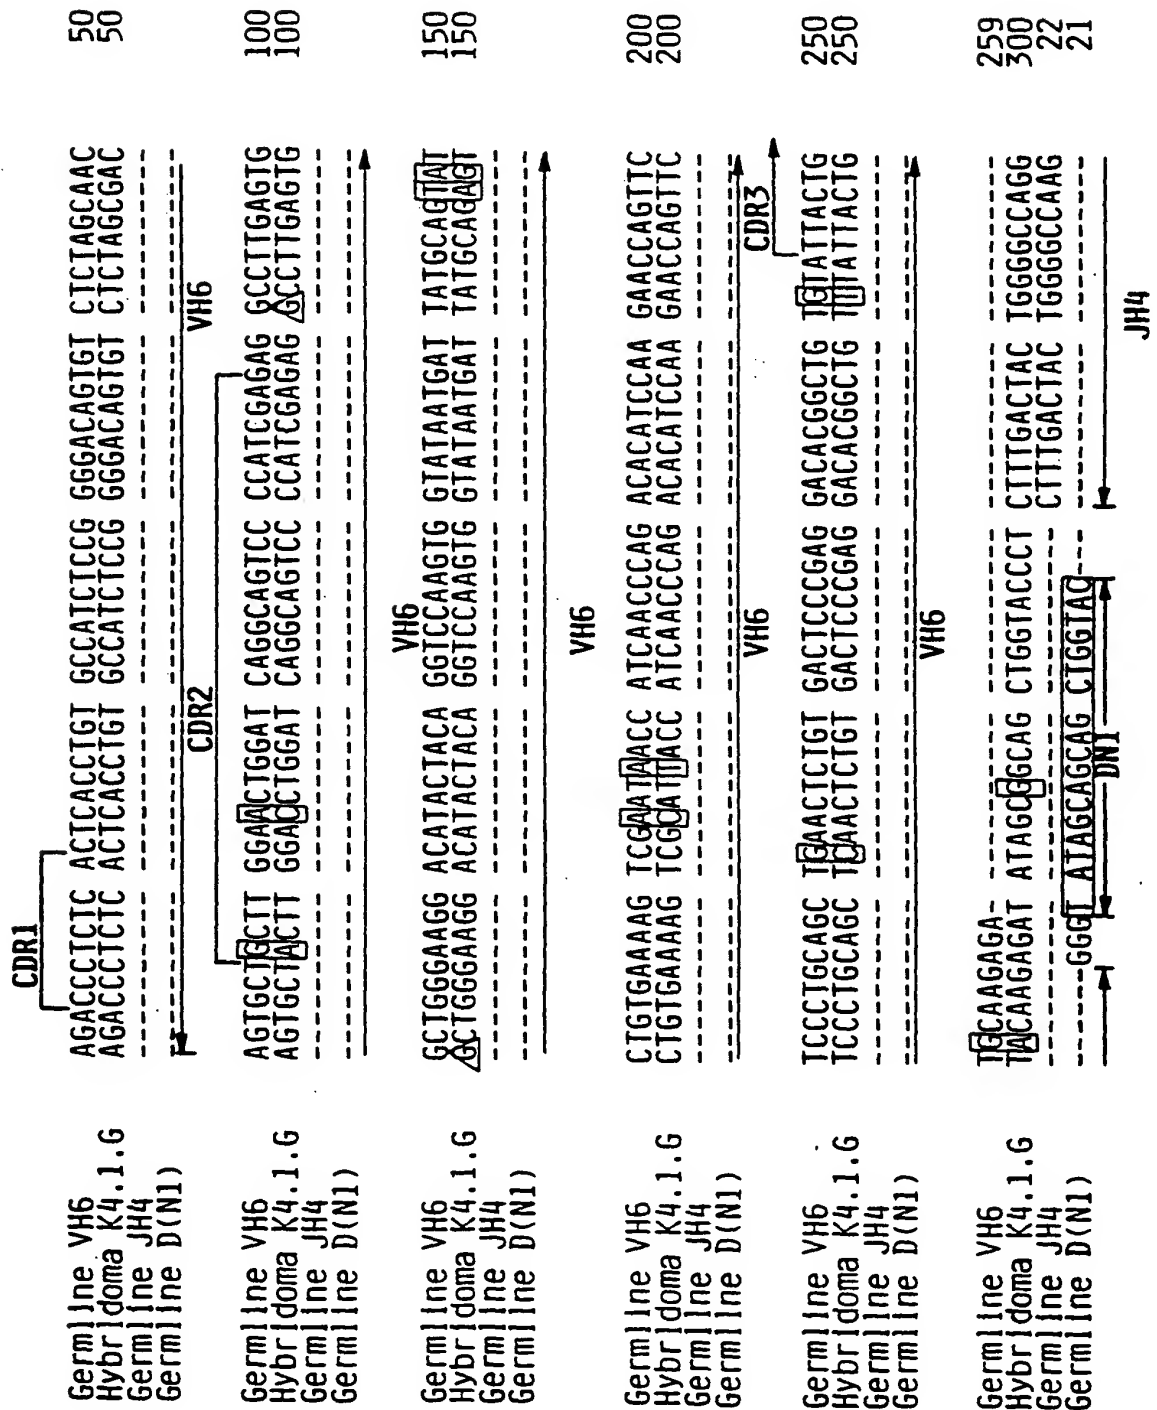 CDR1
Germline VH6 AGACCCTCTC ACTCACCTGT GCCATCTCCG GGGACAGTGT CTCTAGCAAC 50
Hybridoma K4.1.G AGACCCTCTC ACTCACCTGT GCCATCTCCG GGGACAGTGT CTCTAGCGAC 50
Germline JH4 ---------- ---------- ---------- ---------- ----------
Germline D(N1) ---------- ---------- ---------- ---------- ----------
VH6
CDR2
Germline VH6 AGTGCTGCTT GGAACTGGAT CAGGCAGTCC CCATCGAGAG GCCTTGAGTG 100
Hybridoma K4.1.G AGTGCTACTT GGACCTGGAT CAGGCAGTCC CCATCGAGAG GCCTTGAGTG 100
Germline JH4 ---------- ---------- ---------- ---------- ----------
Germline D(N1) ---------- ---------- ---------- ---------- ----------
VH6
Germline VH6 GCTGGGAAGG ACATACTACA GGTCCAAGTG GTATAATGAT TATGCAGTAT 150
Hybridoma K4.1.G GCTGGGAAGG ACATACTACA GGTCCAAGTG GTATAATGAT TATGCAGAGT 150
Germline JH4 ---------- ---------- ---------- ---------- ----------
Germline D(N1) ---------- ---------- ---------- ---------- ----------
VH6
Germline VH6 CTGTGAAAAG TCGAATAACC ATCAACCCAG ACACATCCAA GAACCAGTTC 200
Hybridoma K4.1.G CTGTGAAAAG TCGCATTACC ATCAACCCAG ACACATCCAA GAACCAGTTC 200
Germline JH4 ---------- ---------- ---------- ---------- ----------
Germline D(N1) ---------- ---------- ---------- ---------- ----------
VH6
CDR3
Germline VH6 TCCCTGCAGC TGAACTCTGT GACTCCCGAG GACACGGCTG TGTATTACTG 250
Hybridoma K4.1.G TCCCTGCAGC TCAACTCTGT GACTCCCGAG GACACGGCTG TTTATTACTG 250
Germline JH4 ---------- ---------- ---------- ---------- ----------
Germline D(N1) ---------- ---------- ---------- ---------- ----------
VH6
Germline VH6 TGCAAGAGA- ---------- ---------- ---------- ---------- 259
Hybridoma K4.1.G TACAAGAGAT ATAGCGGCAG CTGGTACCCT CTTTGACTAC TGGGGCCAGG 300
Germline JH4 ---------- ---------- ---------- CTTTGACTAC TGGGGCCAAG 22
Germline D(N1) ------GGGT ATAGCAGCAG CTGGTAC--- ---------- ---------- 21
DN1
JH4